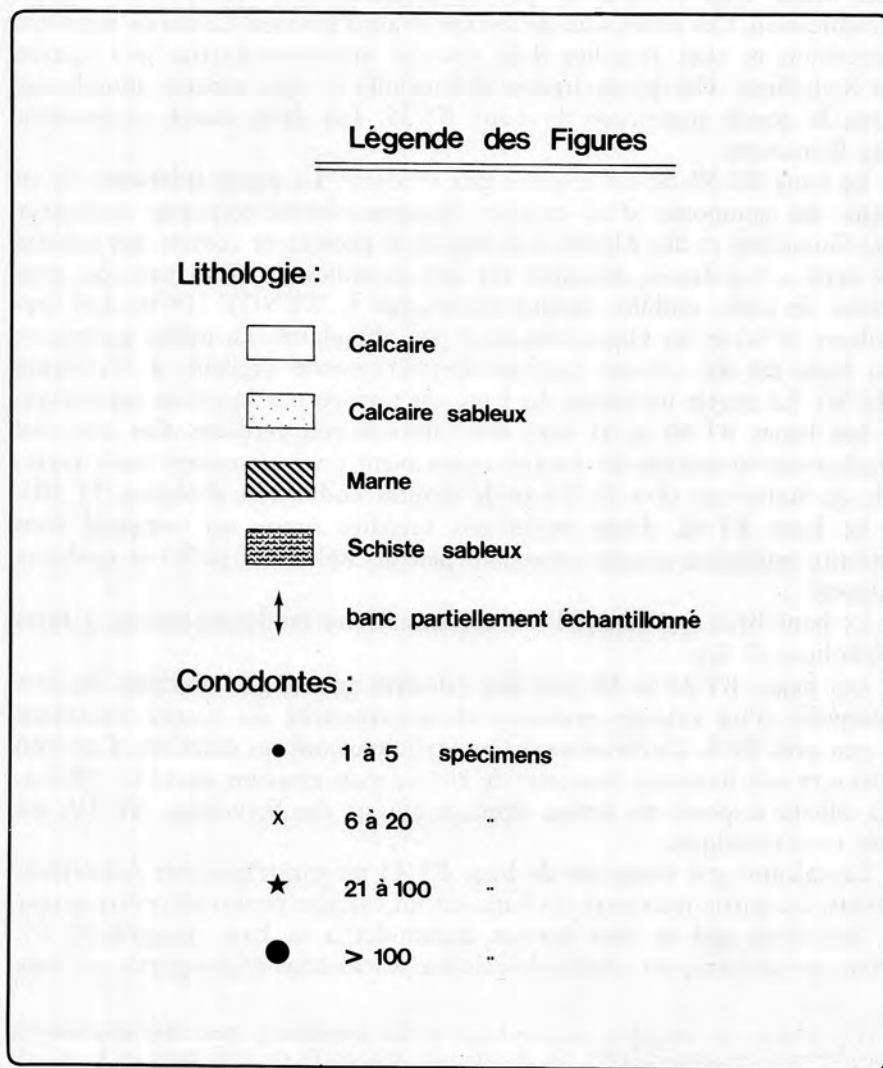 Légende des Figures
Lithologie :
Calcaire
Calcaire sableux
Marne
Schiste sableux
banc partiellement échantillonné
Conodontes :
1 à 5 spécimens
x 6 à 20 "
21 à 100 "
> 100 "